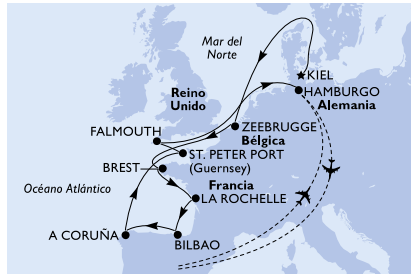 Mar del
Norte
KIEL
HAMBURGO
Alemania
Reino
Unido
FALMOUTH
ZEEBRUGGE
Bélgica
ST. PETER PORT
(Guernsey)
BREST
Océano Atlántico
Francia
LA ROCHELLE
A CORUÑA
BILBAO